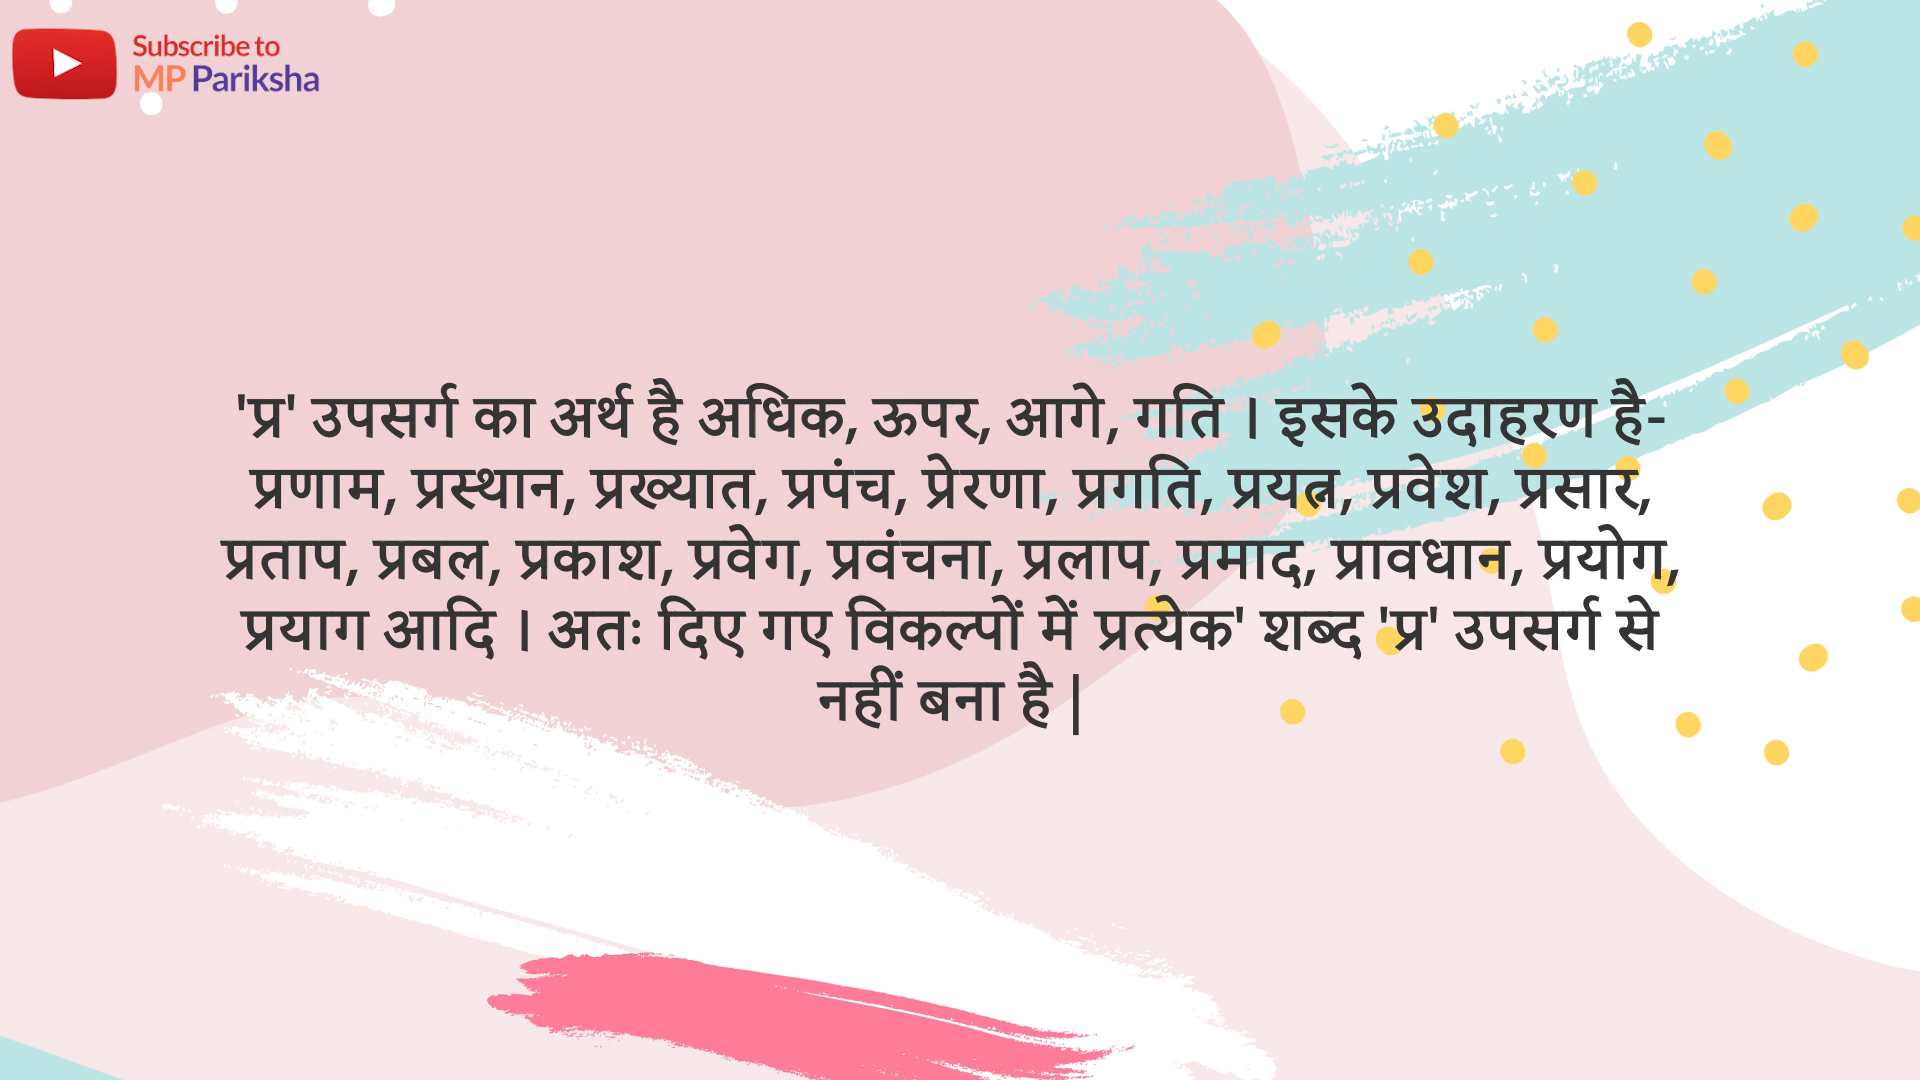 Subscribe to
MP Pariksha
'प्र' उपसर्ग का अर्थ है अधिक, ऊपर, आगे, गति । इसके उदाहरण है-
प्रणाम, प्रस्थान, प्रख्यात, प्रपंच, प्रेरणा, प्रगति, प्रयत्न, प्रवेश, प्रसार,
प्रताप, प्रबल, प्रकाश, प्रवेग, प्रवंचना, प्रलाप, प्रमाद, प्रावधान, प्रयोग,
प्रयाग आदि । अतः दिए गए विकल्पों में प्रत्येक' शब्द 'प्र' उपसर्ग से
नहीं बना है |